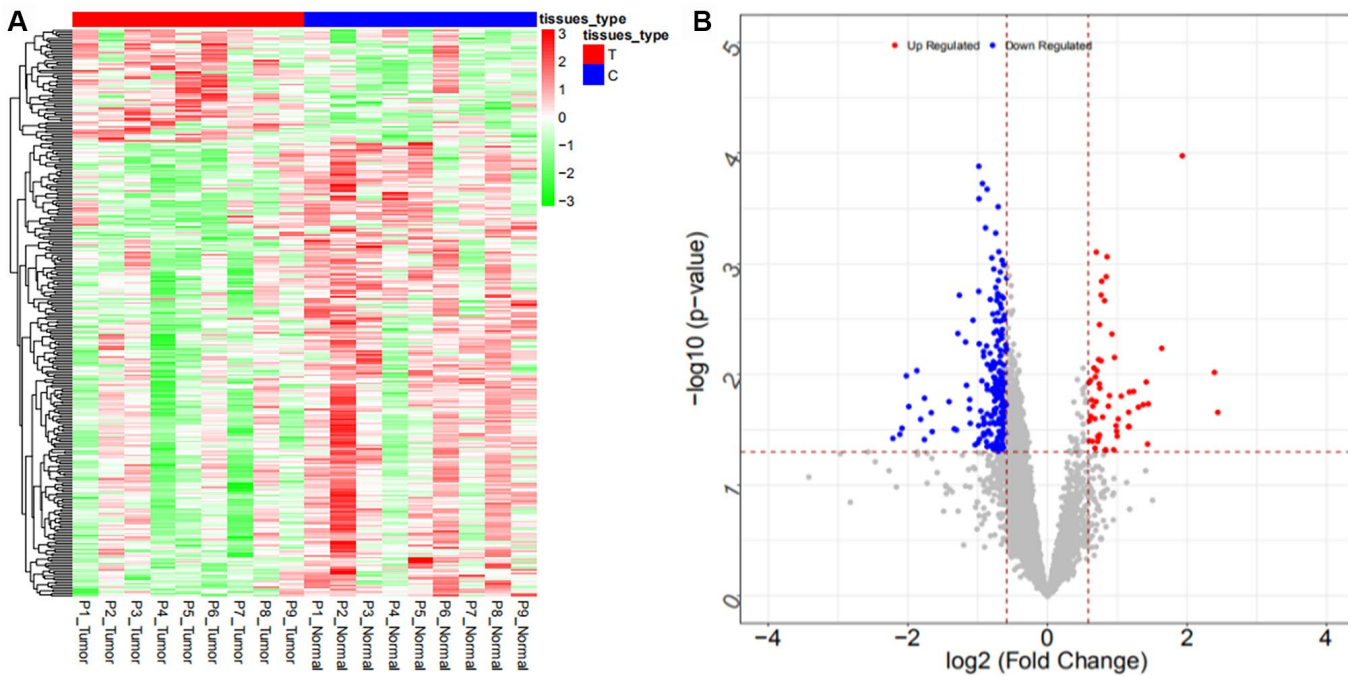 A
tissues_type
tissues_type
T
C
3
2
1
0
−1
−2
−3
P1_Tumor
P2_Tumor
P3_Tumor
P4_Tumor
P5_Tumor
P6_Tumor
P7_Tumor
P8_Tumor
P9_Tumor
P1_Normal
P2_Normal
P3_Normal
P4_Normal
P5_Normal
P6_Normal
P7_Normal
P8_Normal
P9_Normal
B
Up Regulated Down Regulated
−log10 (p−value)
5
4
3
2
1
0
−4 −2 0 2 4
log2 (Fold Change)